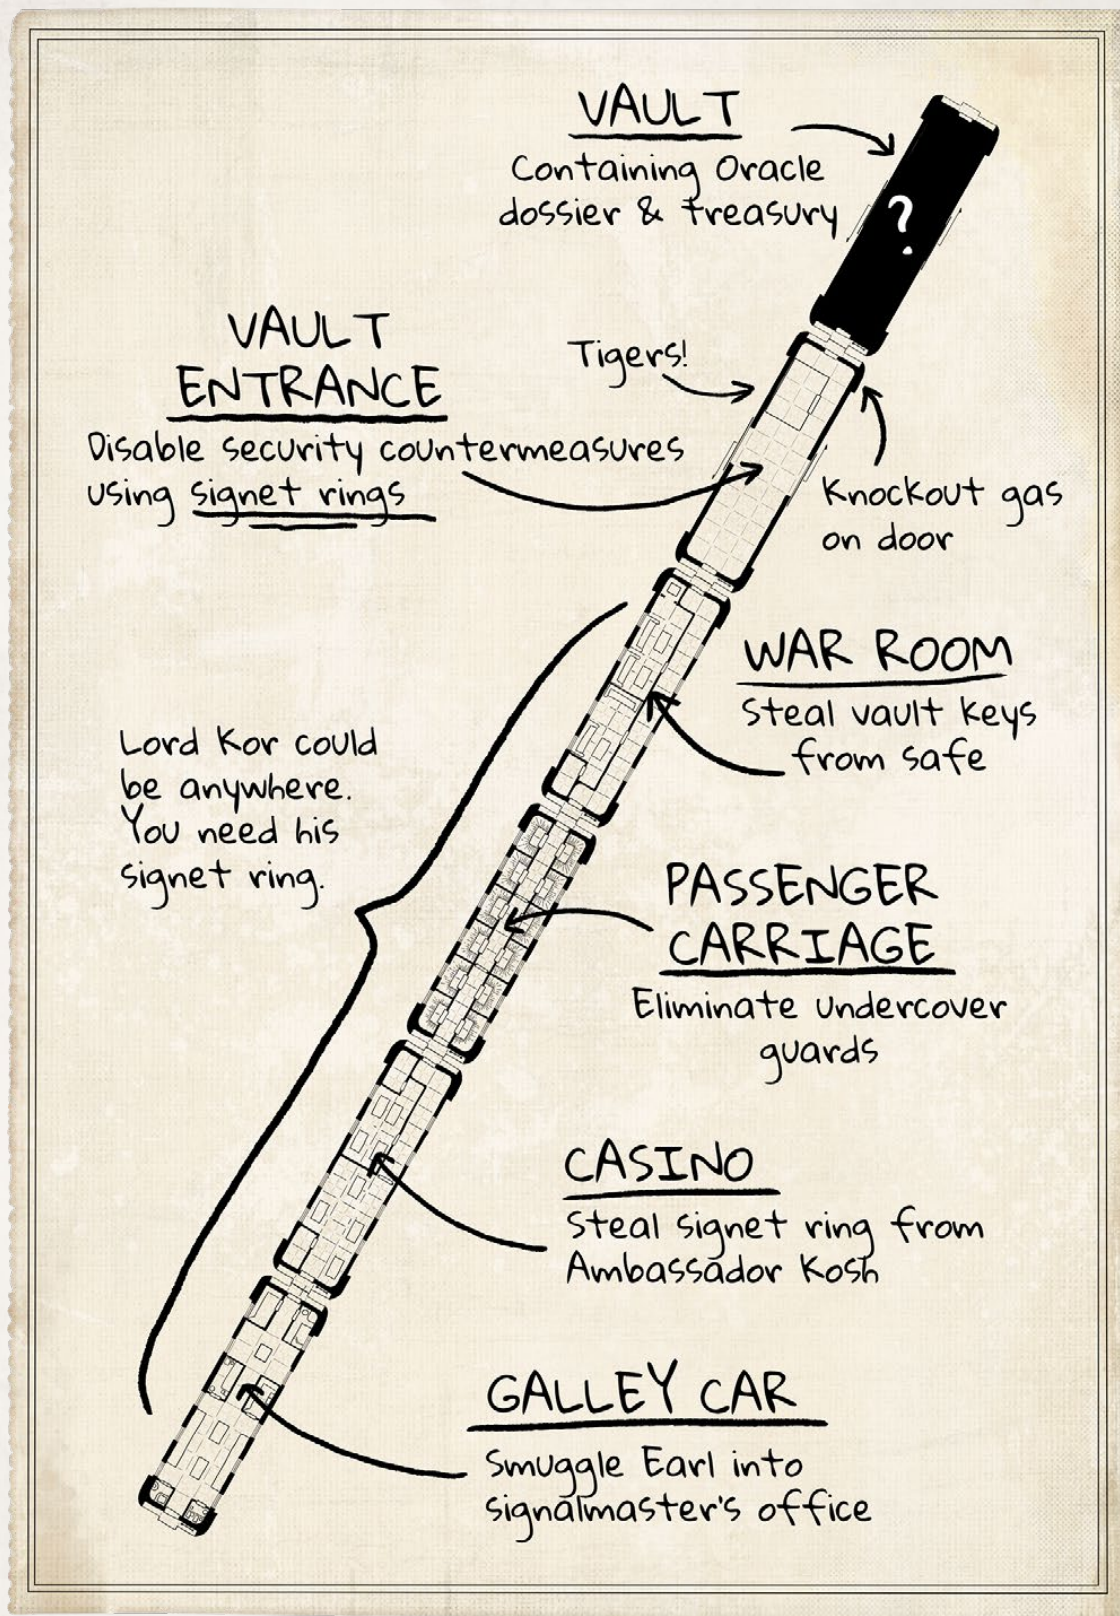 VAULT
Containing Oracle
dossier & treasury
?
VAULT
ENTRANCE
Disable security countermeasures
using signet rings
Tigers!
Knockout gas
on door
WAR ROOM
Steal vault keys
from safe
Lord Kor could
be anywhere.
You need his
signet ring.
PASSENGER
CARRIAGE
Eliminate undercover
guards
CASINO
Steal signet ring from
Ambassador Kosh
GALLEY CAR
Smuggle Earl into
signalmaster's office